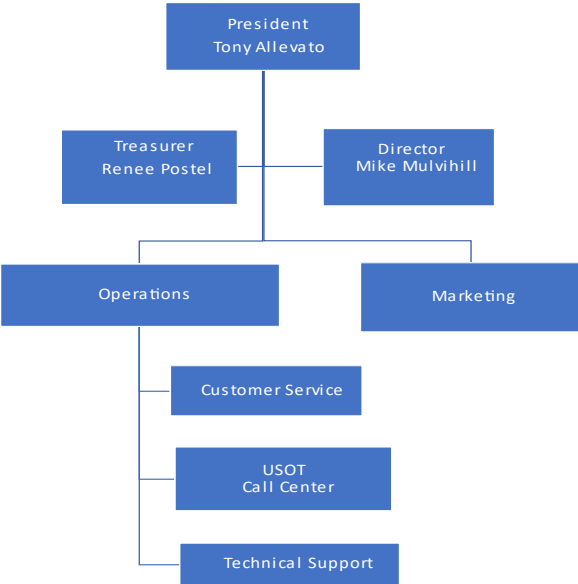 President
Tony Allevato
Treasurer
Renee Postel
Director
Mike Mulvihill
Operations
Marketing
Customer Service
USOT
Call Center
Technical Support